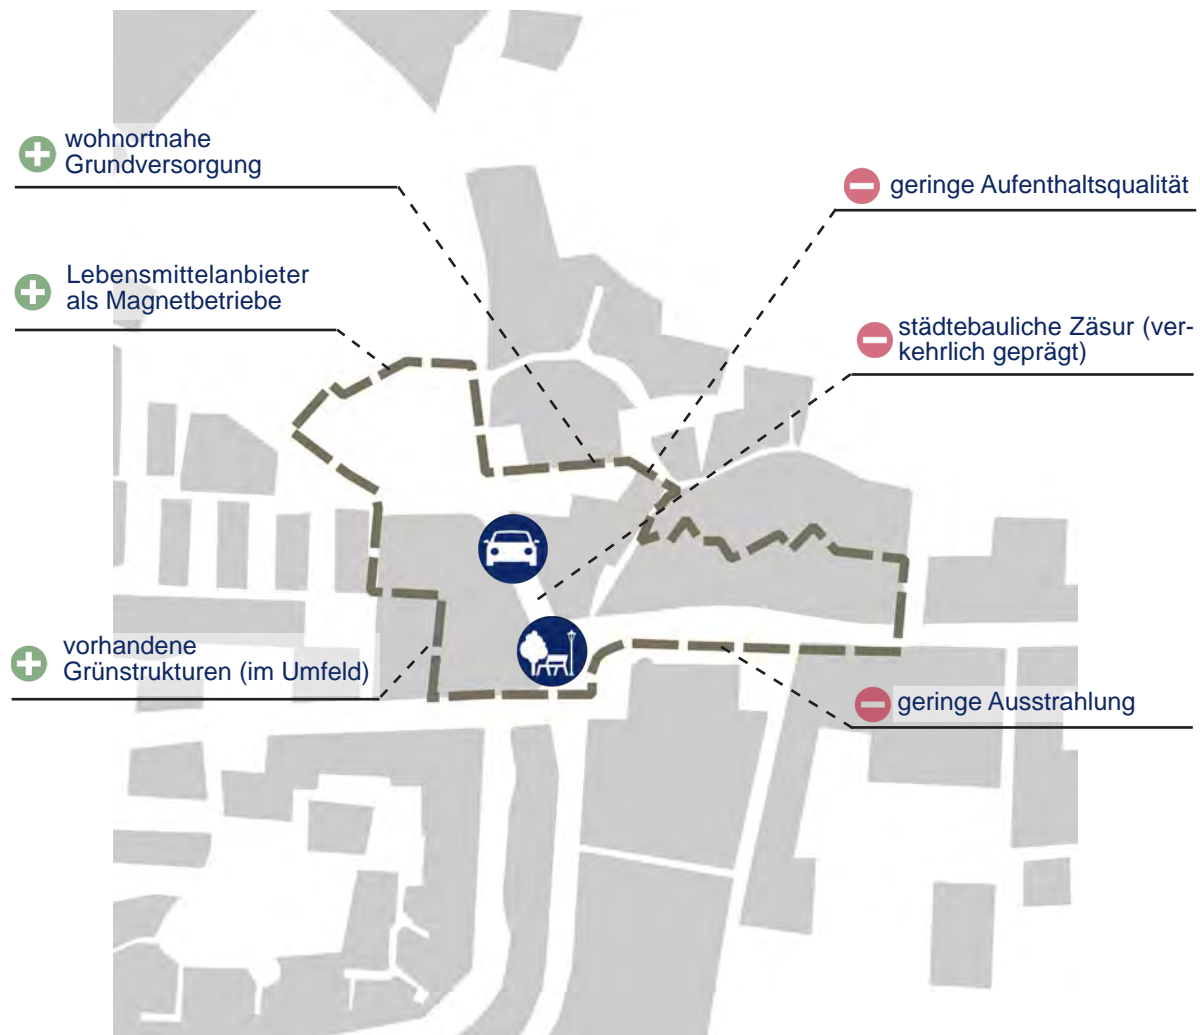 wohnortnahe
Grundversorgung
Lebensmittelanbieter
als Magnetbetriebe
vorhandene
Grünstrukturen (im Umfeld)
geringe Aufenthaltsqualität
städtebauliche Zäsur (ver-
kehrlich geprägt)
geringe Ausstrahlung